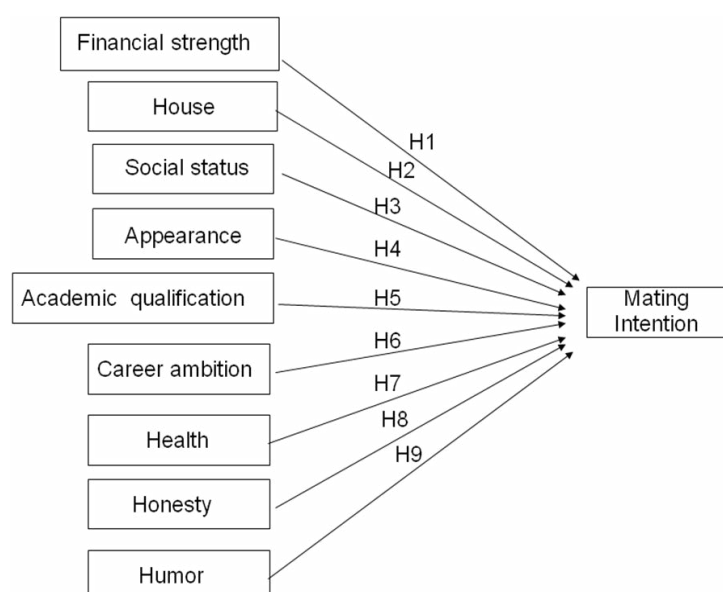 Financial strength
House
Social status
Appearance
Academic qualification
Career ambition
Health
Honesty
Humor
H1
H2
H3
H4
H5
H6
H7
H8
H9
Mating
Intention